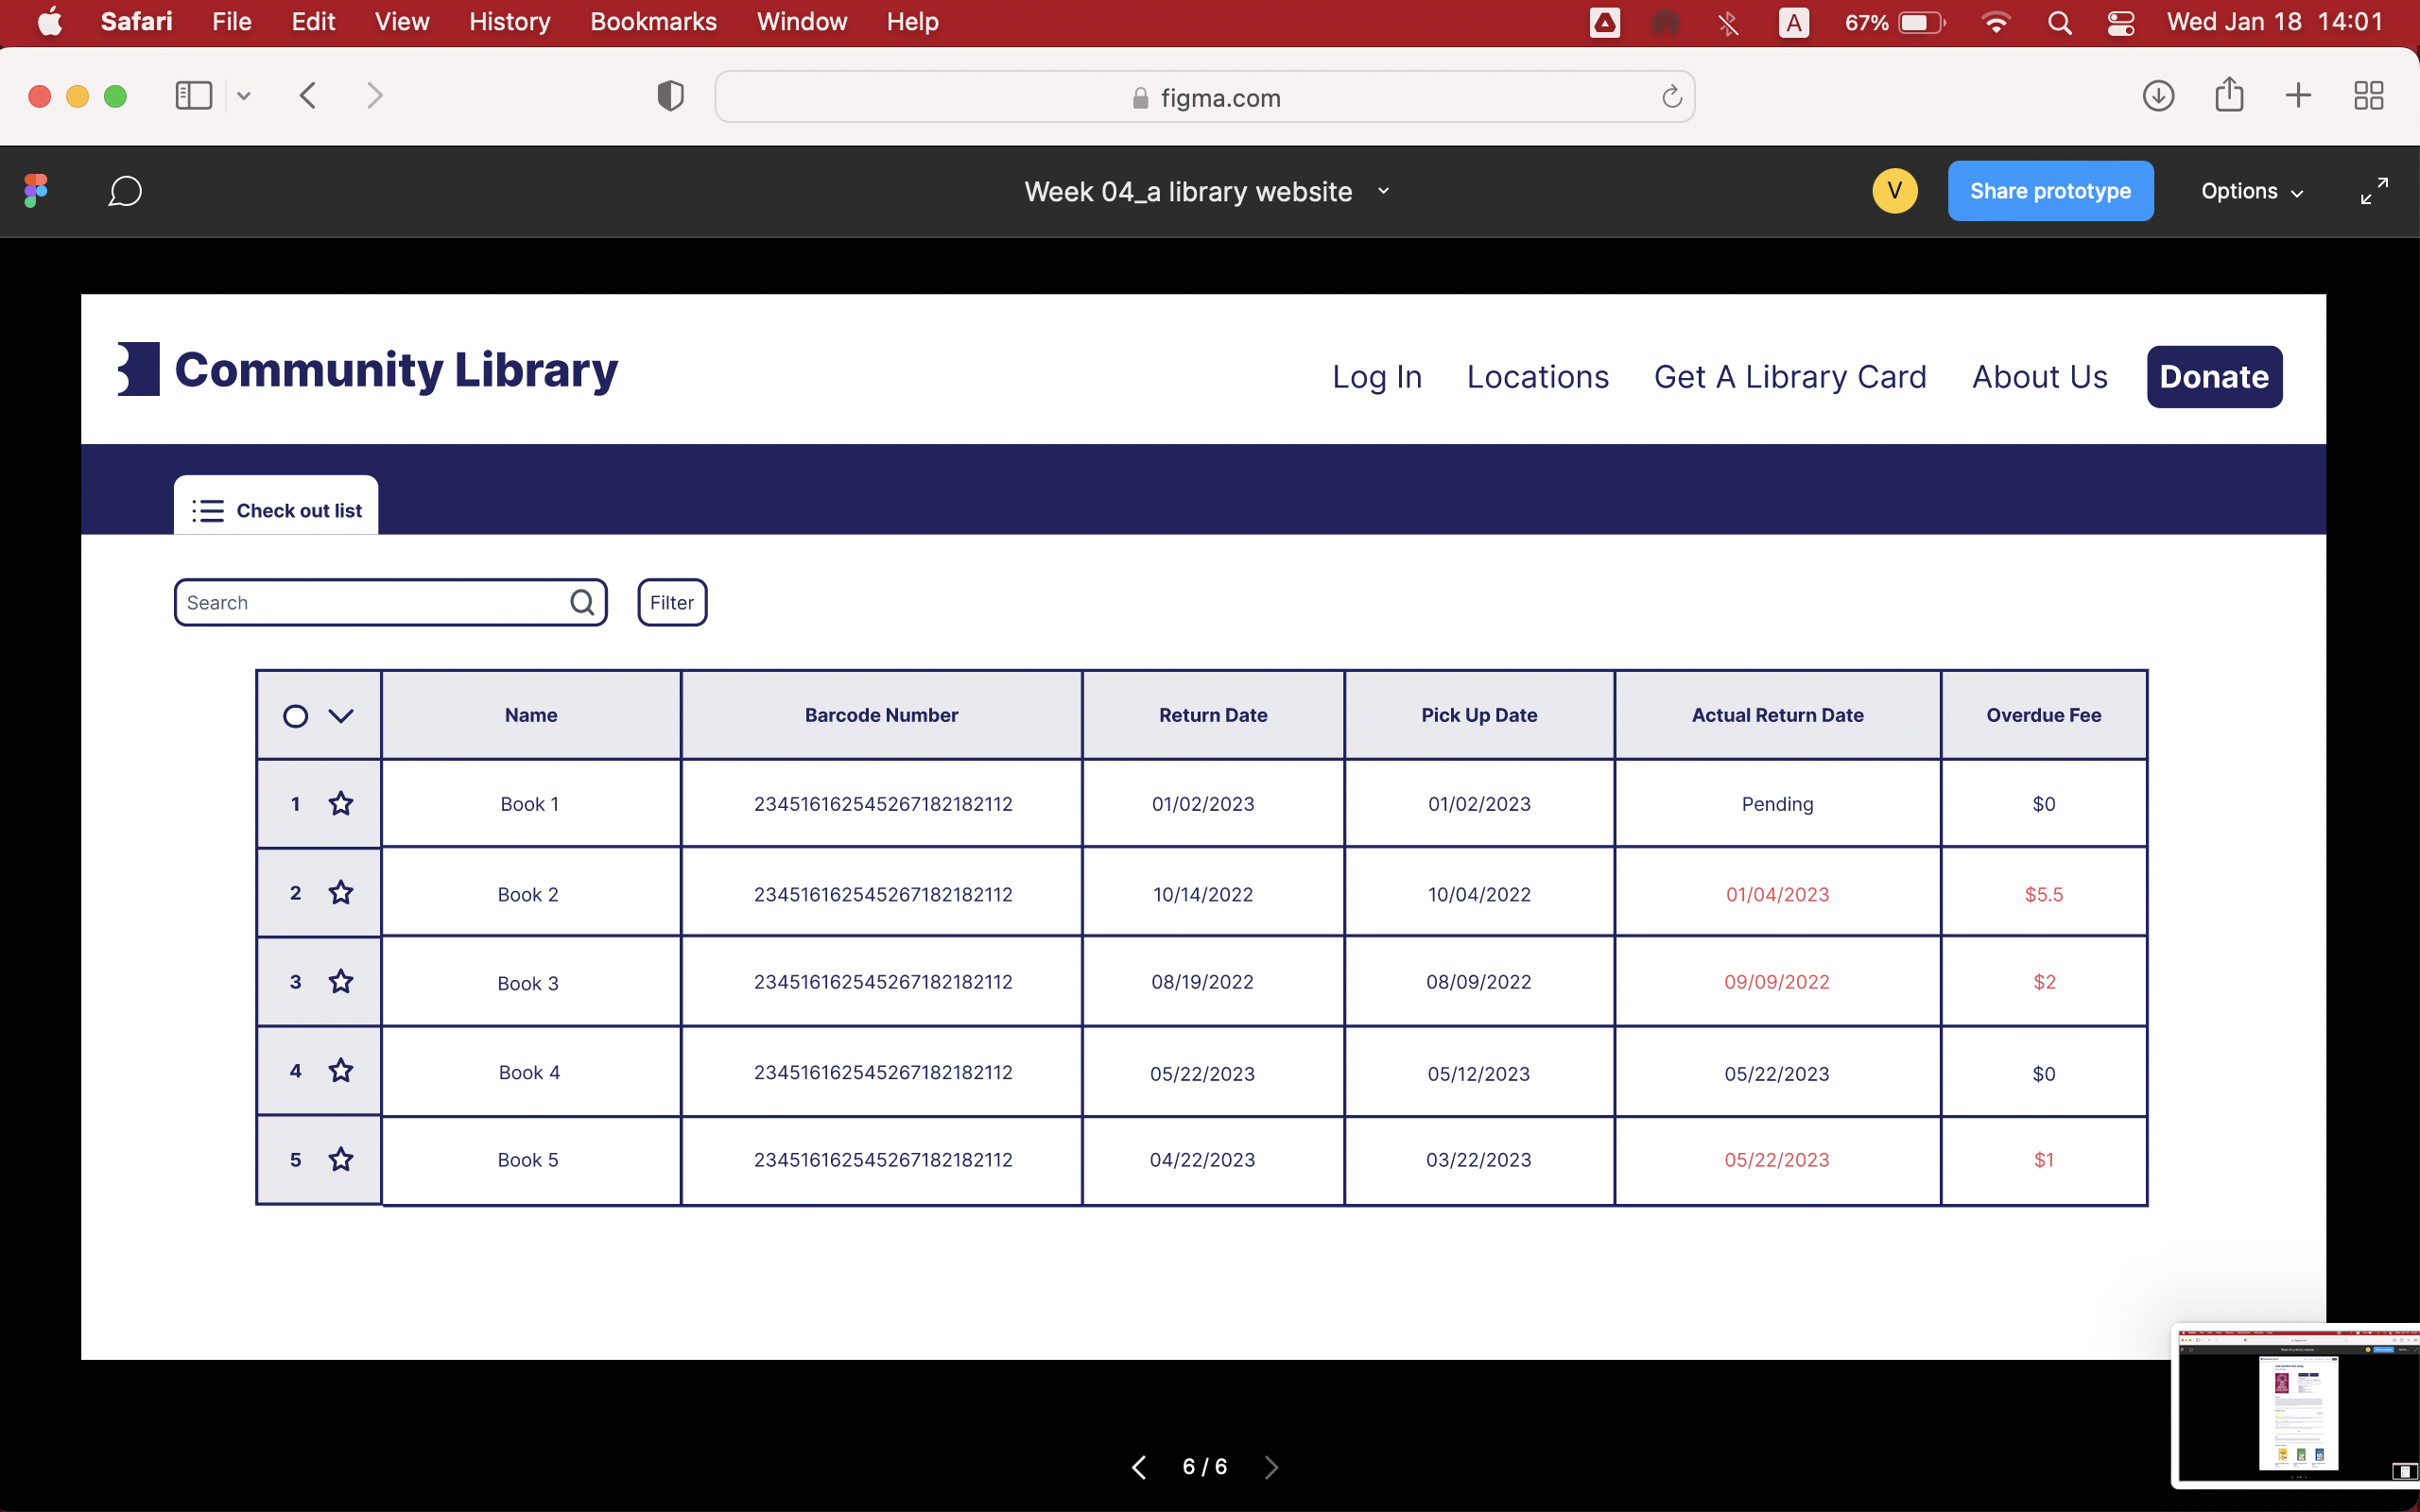 Safari File Edit View History Bookmarks Window Help A 67% Wed Jan 18 14:01
figma.com
Week 04_a library website V Share prototype Options
Community Library Log In Locations Get A Library Card About Us Donate
Check out list
Search Filter
Name Barcode Number Return Date Pick Up Date Actual Return Date Overdue Fee
1 Book 1 234516162545267182182112 01/02/2023 01/02/2023 Pending $0
2 Book 2 234516162545267182182112 10/14/2022 10/04/2022 01/04/2023 $5.5
3 Book 3 234516162545267182182112 08/19/2022 08/09/2022 09/09/2022 $2
4 Book 4 234516162545267182182112 05/22/2023 05/12/2023 05/22/2023 $0
5 Book 5 234516162545267182182112 04/22/2023 03/22/2023 05/22/2023 $1
6 / 6